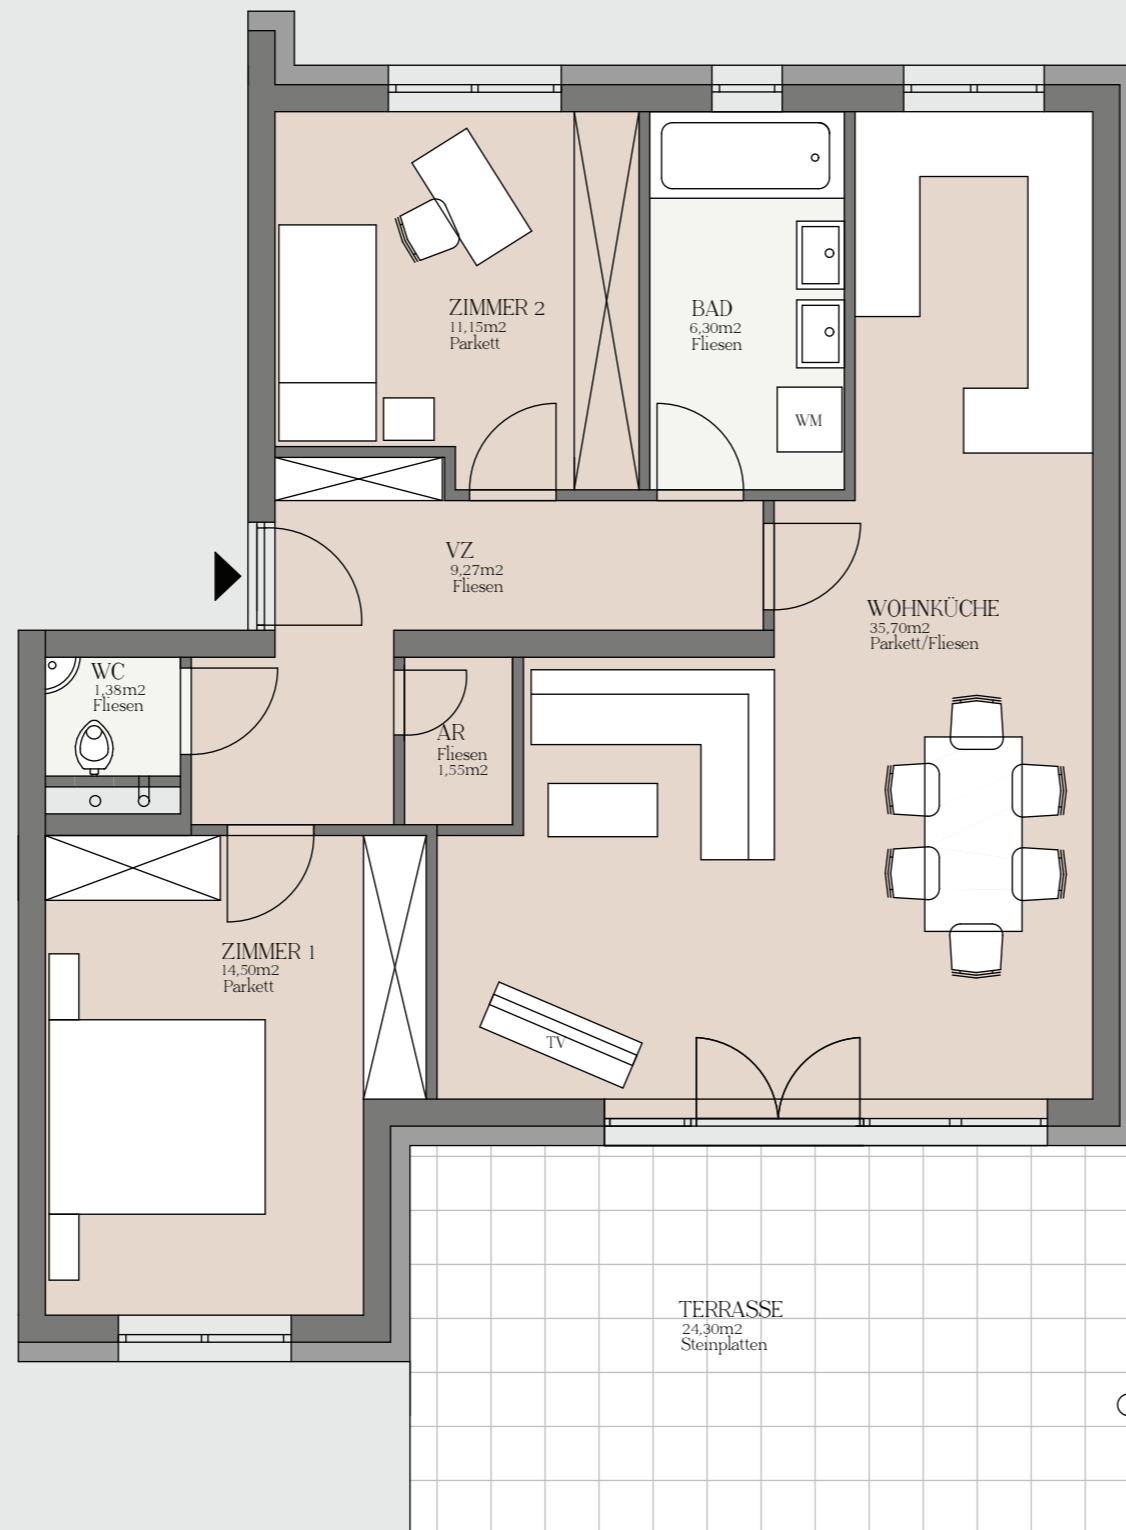 ZIMMER 2
11,15m2
Parkett
BAD
6,30m2
Fliesen
WM
VZ
9,27m2
Fliesen
WOHNKÜCHE
35,70m2
Parkett/Fliesen
WC
1,38m2
Fliesen
AR
Fliesen
1,55m2
ZIMMER 1
14,50m2
Parkett
TV
TERRASSE
24,30m2
Steinplatten